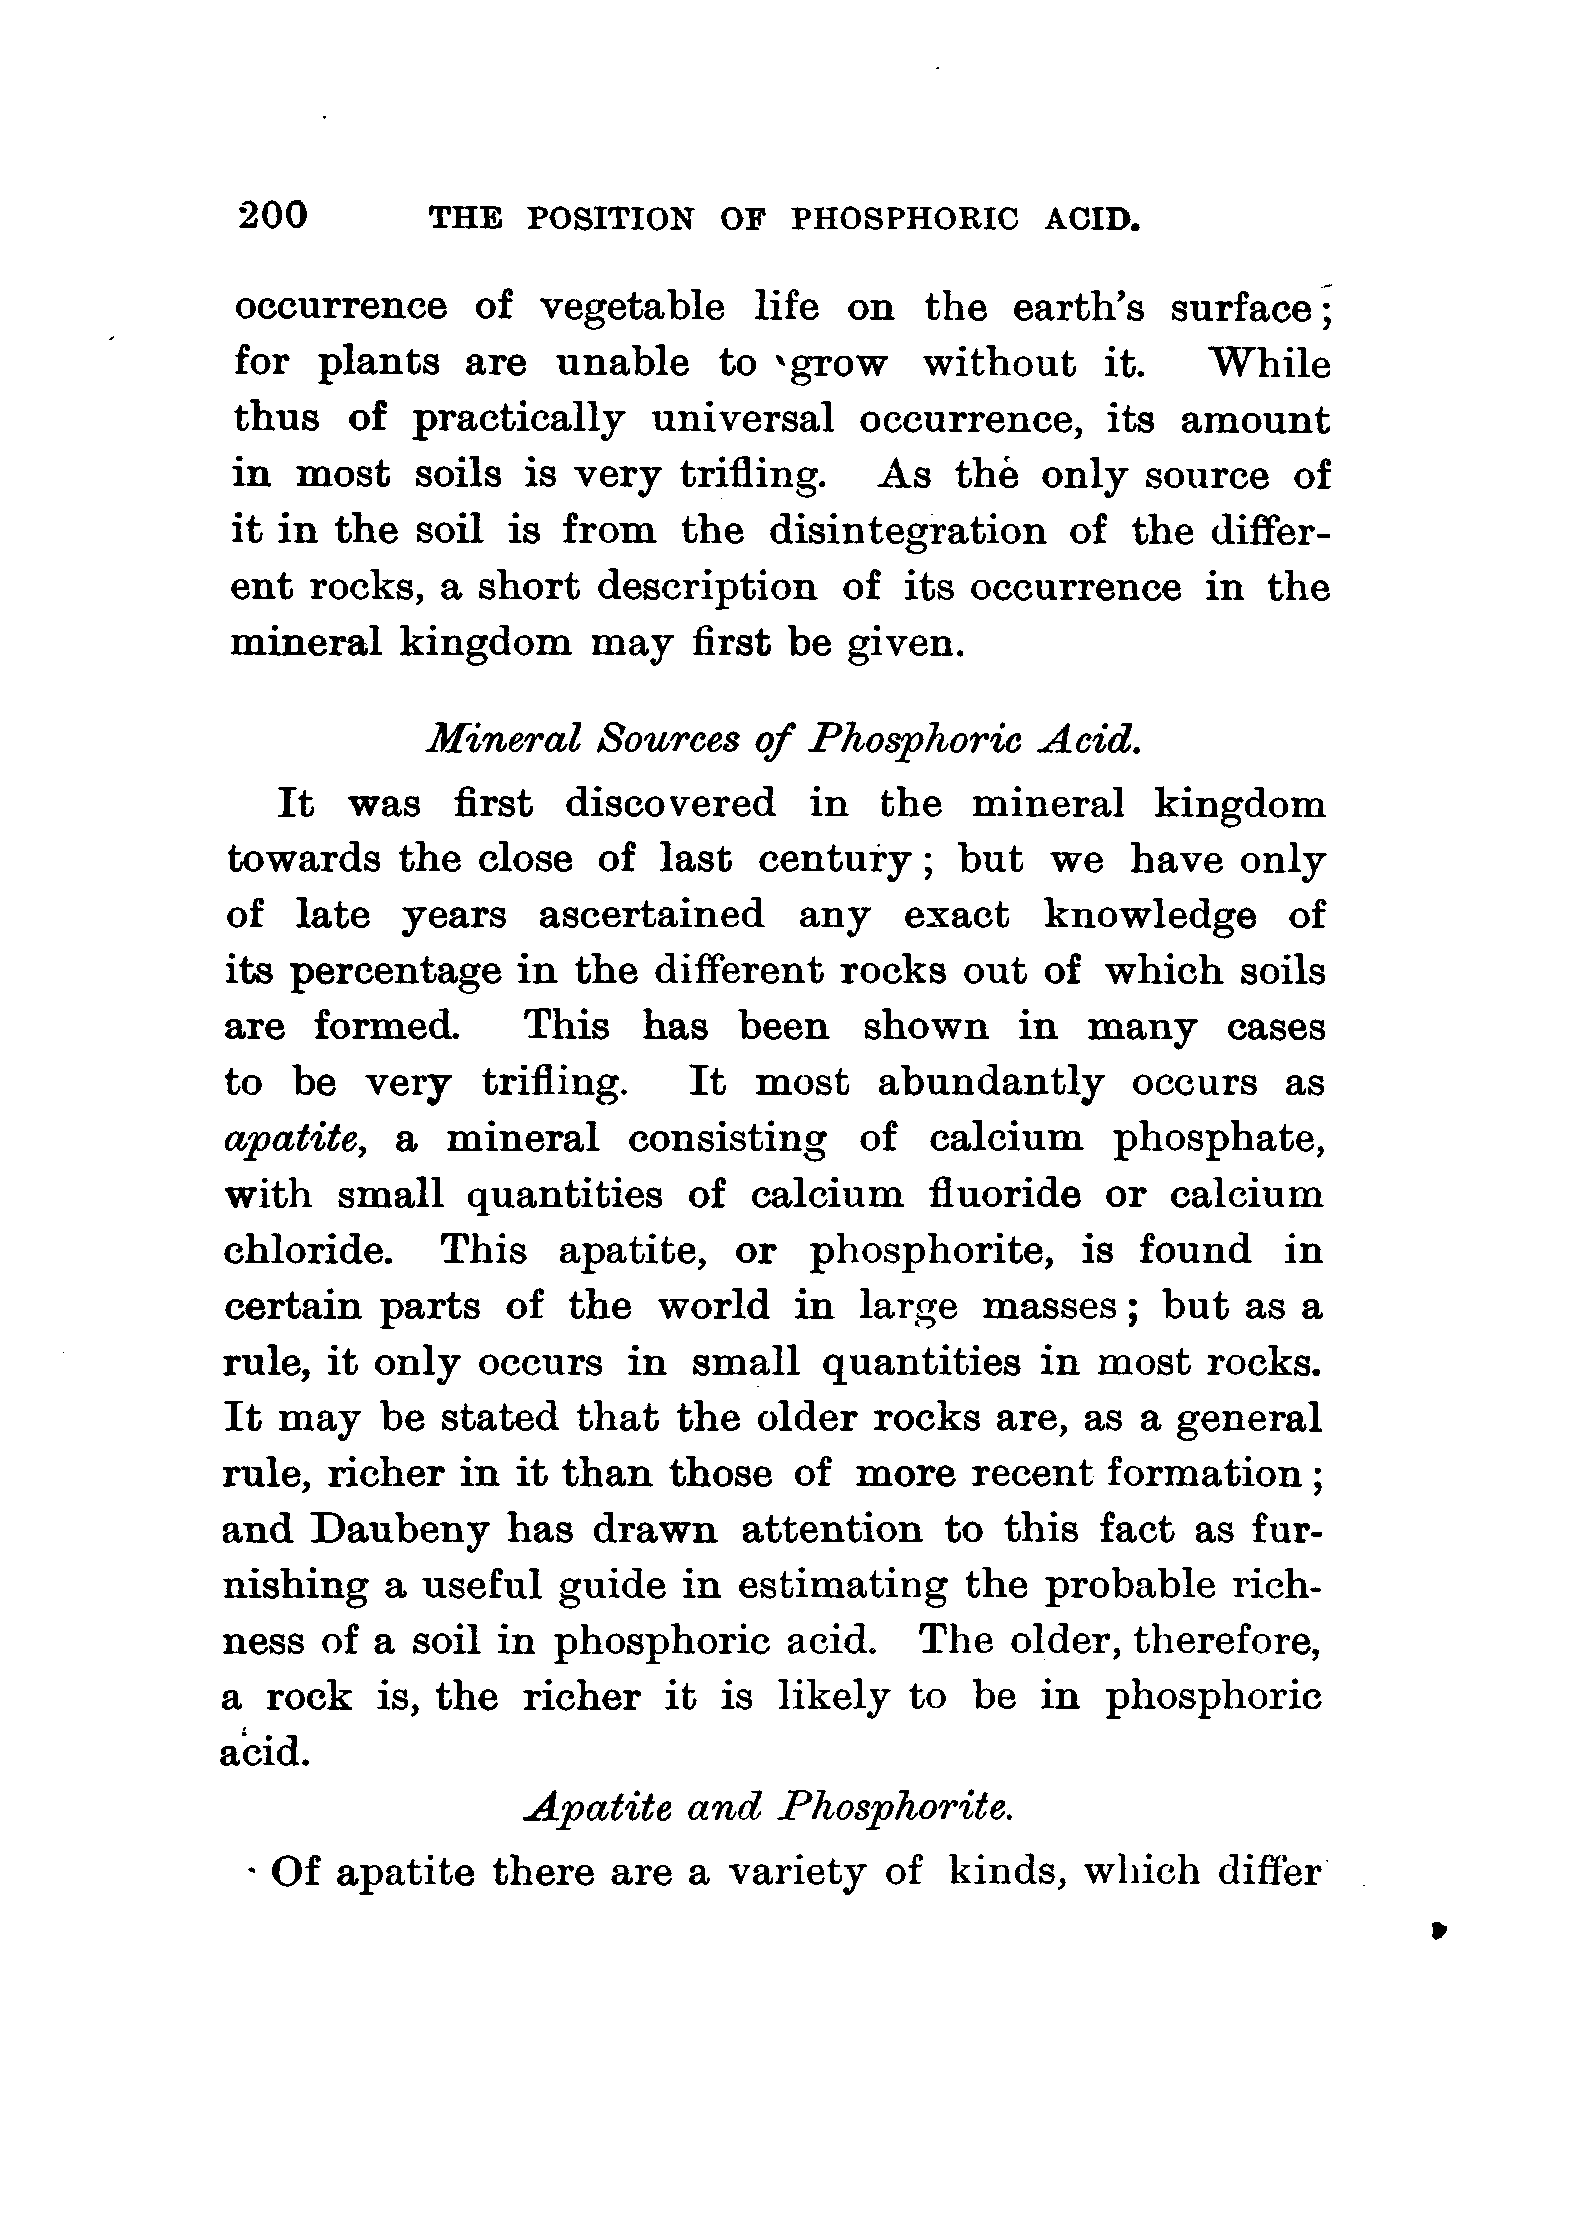 200 THE POSITION OF PHOSPHORIC ACID.
occurrence of vegetable life on the earth's surface;
for plants are unable to grow without it. While
thus of practically universal occurrence, its amount
in most soils is very trifling. As the only source of
it in the soil is from the disintegration of the differ-
ent rocks, a short description of its occurrence in the
mineral kingdom may first be given.
Mineral Sources of Phosphoric Acid.
It was first discovered in the mineral kingdom
towards the close of last century; but we have only
of late years ascertained any exact knowledge of
its percentage in the different rocks out of which soils
are formed. This has been shown in many cases
to be very trifling. It most abundantly occurs as
apatite, a mineral consisting of calcium phosphate,
with small quantities of calcium fluoride or calcium
chloride. This apatite, or phosphorite, is found in
certain parts of the world in large masses; but as a
rule, it only occurs in small quantities in most rocks.
It may be stated that the older rocks are, as a general
rule, richer in it than those of more recent formation;
and Daubeny has drawn attention to this fact as fur-
nishing a useful guide in estimating the probable rich-
ness of a soil in phosphoric acid. The older, therefore,
a rock is, the richer it is likely to be in phosphoric
acid.
Apatite and Phosphorite.
Of apatite there are a variety of kinds, which differ